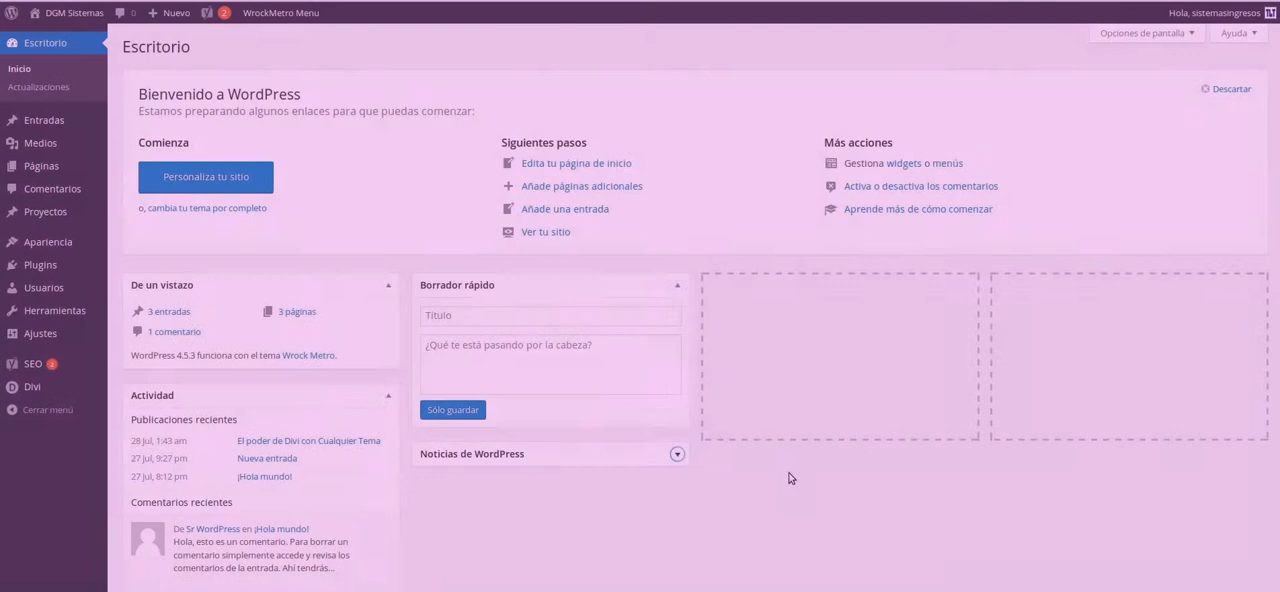 DGM Sistemas 0 Nuevo 2 WrockMetro Menu Hola, sistemasingresos
Escritorio
Inicio
Actualizaciones
Entradas
Medios
Páginas
Comentarios
Proyectos
Apariencia
Plugins
Usuarios
Herramientas
Ajustes
SEO 2
Divi
Cerrar menú
Escritorio
Opciones de pantalla
Ayuda
Bienvenido a WordPress
Descartar
Estamos preparando algunos enlaces para que puedas comenzar:
Comienza
Personaliza tu sitio
o, cambia tu tema por completo
Siguientes pasos
Edita tu página de inicio
Añade páginas adicionales
Añade una entrada
Ver tu sitio
Más acciones
Gestiona widgets o menús
Activa o desactiva los comentarios
Aprende más de cómo comenzar
De un vistazo
3 entradas 3 páginas
1 comentario
WordPress 4.5.3 funciona con el tema Wrock Metro.
Actividad
Publicaciones recientes
28 Jul, 1:43 am El poder de Divi con Cualquier Tema
27 Jul, 9:27 pm Nueva entrada
27 Jul, 8:12 pm ¡Hola mundo!
Comentarios recientes
De Sr WordPress en ¡Hola mundo!
Hola, esto es un comentario. Para borrar un
comentario simplemente accede y revisa los
comentarios de la entrada. Ahí tendrás...
Borrador rápido
Título
¿Qué te está pasando por la cabeza?
Sólo guardar
Noticias de WordPress